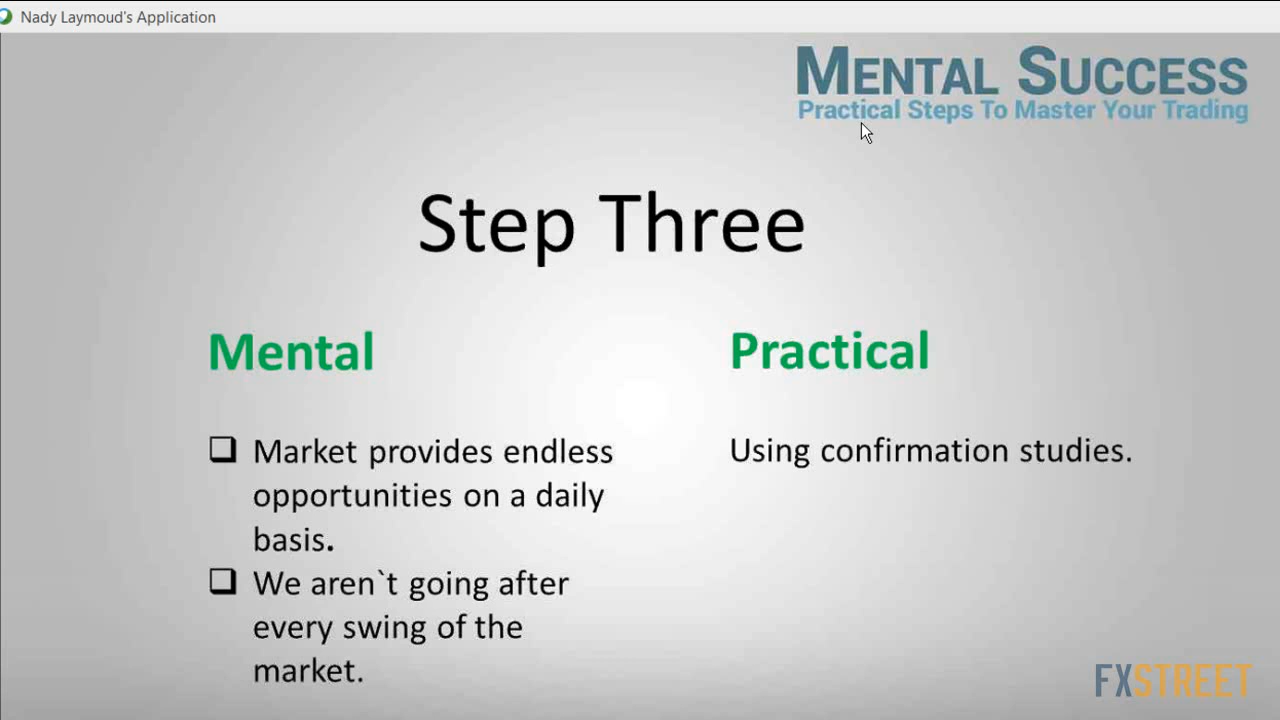 Nady Laymoud's Application
MENTAL SUCCESS
Practical Steps To Master Your Trading
Step Three
Mental
Market provides endless
opportunities on a daily
basis.
We aren`t going after
every swing of the
market.
Practical
Using confirmation studies.
FXSTREET